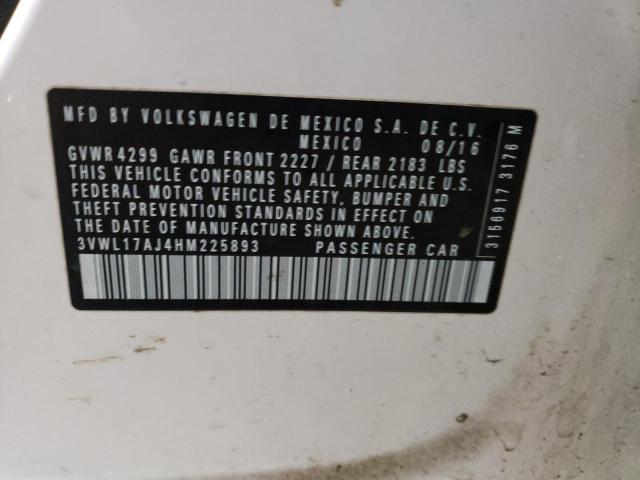 MFD BY VOLKSWAGEN DE MEXICO S.A. DE C.V.
MEXICO 08/16
GVWR 4299 GAWR FRONT 2227 / REAR 2183 LBS
THIS VEHICLE CONFORMS TO ALL APPLICABLE U.S.
FEDERAL MOTOR VEHICLE SAFETY, BUMPER AND
THEFT PREVENTION STANDARDS IN EFFECT ON
THE DATE OF MANUFACTURE SHOWN ABOVE.
3VWL17AJ4HM225893 PASSENGER CAR
3156917 3176 M